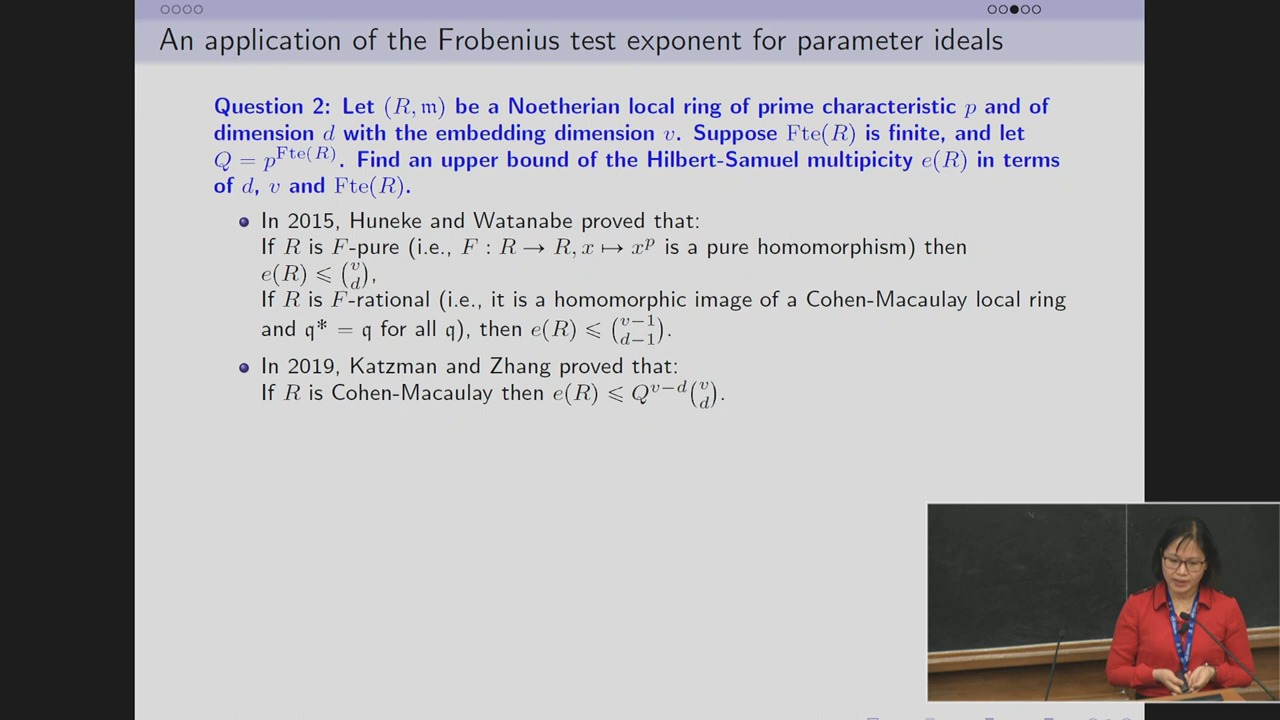 An application of the Frobenius test exponent for parameter ideals
Question 2: Let (R, 𝔪) be a Noetherian local ring of prime characteristic p and of
dimension d with the embedding dimension v. Suppose Fte(R) is finite, and let
Q = p^{Fte(R)}. Find an upper bound of the Hilbert-Samuel multipicity e(R) in terms
of d, v and Fte(R).
In 2015, Huneke and Watanabe proved that:
If R is F-pure (i.e., F : R → R, x ↦ x^p is a pure homomorphism) then
e(R) ⩽ \binom{v}{d},
If R is F-rational (i.e., it is a homomorphic image of a Cohen-Macaulay local ring
and 𝔮* = 𝔮 for all 𝔮), then e(R) ⩽ \binom{v−1}{d−1}.
In 2019, Katzman and Zhang proved that:
If R is Cohen-Macaulay then e(R) ⩽ Q^{v−d}\binom{v}{d}.